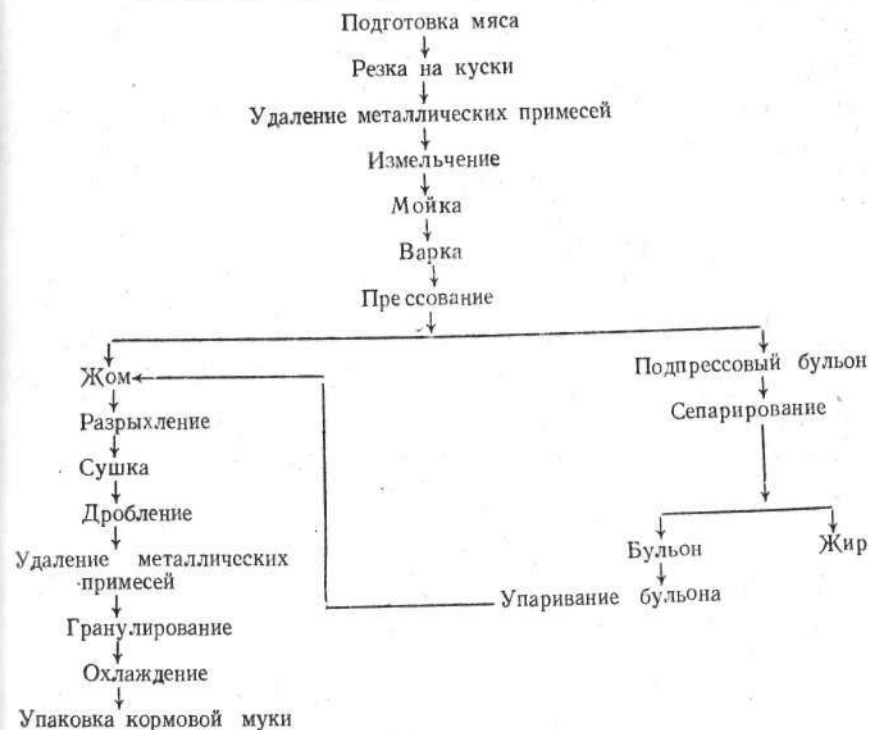 Подготовка мяса
Резка на куски
Удаление металлических примесей
Измельчение
Мойка
Варка
Прессование
Жом
Разрыхление
Сушка
Дробление
Удаление металлических
примесей
Гранулирование
Охлаждение
Упаковка кормовой муки
Подпрессовый бульон
Сепарирование
Бульон
Жир
Упаривание бульона